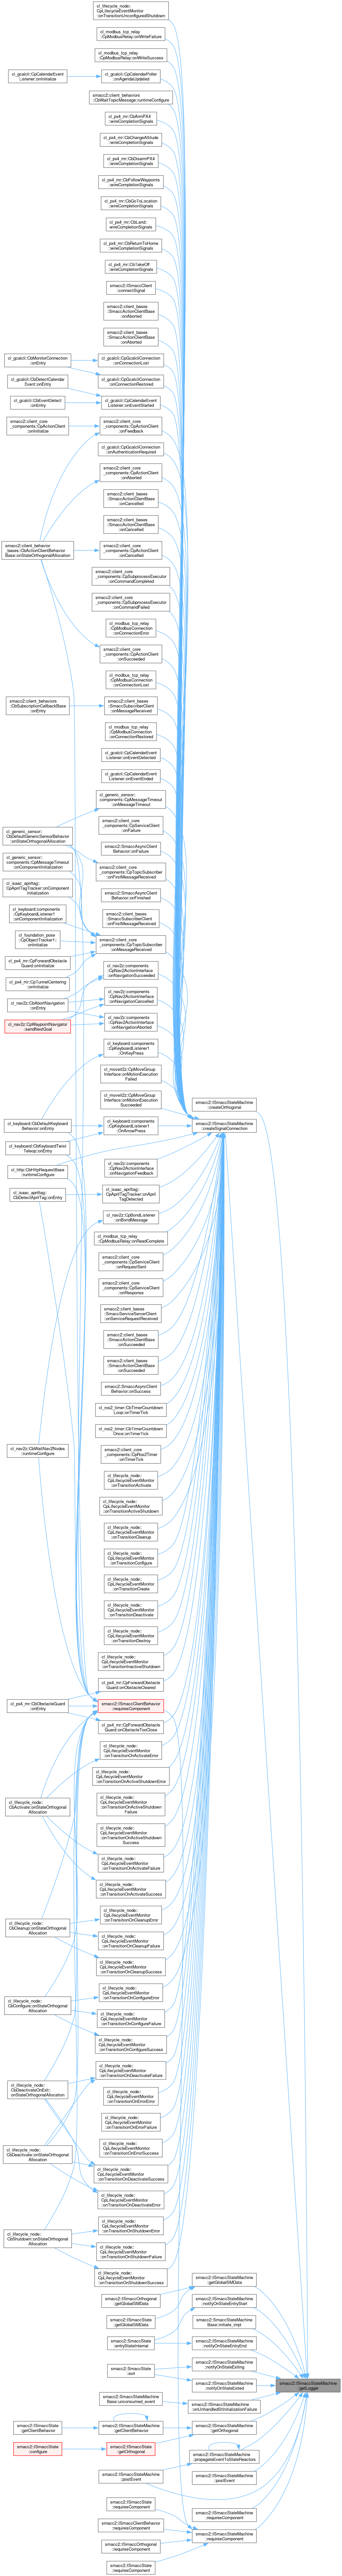 cl_lifecycle_node::
CpLifecycleEventMonitor
::onTransitionUnconfiguredShutdown
cl_modbus_tcp_relay
::CpModbusRelay::onWriteFailure
cl_modbus_tcp_relay
::CpModbusRelay::onWriteSuccess
cl_gcalcli::CpCalendarEvent
Listener::onInitialize
cl_gcalcli::CpCalendarPoller
::onAgendaUpdated
smacc2::client_behaviors
::CbWaitTopicMessage::runtimeConfigure
cl_px4_mr::CbArmPX4
::wireCompletionSignals
cl_px4_mr::CbChangeAltitude
::wireCompletionSignals
cl_px4_mr::CbDisarmPX4
::wireCompletionSignals
cl_px4_mr::CbFollowWaypoints
::wireCompletionSignals
cl_px4_mr::CbGoToLocation
::wireCompletionSignals
cl_px4_mr::CbLand::
wireCompletionSignals
cl_px4_mr::CbReturnToHome
::wireCompletionSignals
cl_px4_mr::CbTakeOff
::wireCompletionSignals
smacc2::ISmaccClient
::connectSignal
smacc2::client_bases
::SmaccActionClientBase
::onAborted
smacc2::client_bases
::SmaccActionClientBase
::onAborted
cl_gcalcli::CbMonitorConnection
::onEntry
cl_gcalcli::CpGcalcliConnection
::onConnectionLost
cl_gcalcli::CbDetectCalendar
Event::onEntry
cl_gcalcli::CpGcalcliConnection
::onConnectionRestored
cl_gcalcli::CbEventDetect
::onEntry
cl_gcalcli::CpCalendarEvent
Listener::onEventStarted
smacc2::client_core
_components::CpActionClient
::onInitialize
smacc2::client_core
_components::CpActionClient
::onFeedback
cl_gcalcli::CpGcalcliConnection
::onAuthenticationRequired
smacc2::client_core
_components::CpActionClient
::onAborted
smacc2::client_bases
::SmaccActionClientBase
::onCancelled
smacc2::client_bases
::SmaccActionClientBase
::onCancelled
smacc2::client_behavior
_bases::CbActionClientBehavior
Base::onStateOrthogonalAllocation
smacc2::client_core
_components::CpActionClient
::onCancelled
smacc2::client_core
_components::CpSubprocessExecutor
::onCommandCompleted
smacc2::client_core
_components::CpSubprocessExecutor
::onCommandFailed
cl_modbus_tcp_relay
::CpModbusConnection
::onConnectionError
smacc2::client_core
_components::CpActionClient
::onSucceeded
cl_modbus_tcp_relay
::CpModbusConnection
::onConnectionLost
smacc2::client_behaviors
::CbSubscriptionCallbackBase
::onEntry
smacc2::client_bases
::SmaccSubscriberClient
::onMessageReceived
cl_modbus_tcp_relay
::CpModbusConnection
::onConnectionRestored
cl_gcalcli::CpCalendarEvent
Listener::onEventDetected
cl_gcalcli::CpCalendarEvent
Listener::onEventEnded
cl_generic_sensor::
components::CpMessageTimeout
::onMessageTimeout
smacc2::client_core
_components::CpServiceClient
::onFailure
cl_generic_sensor::
CbDefaultGenericSensorBehavior
::onStateOrthogonalAllocation
smacc2::SmaccAsyncClient
Behavior::onFailure
cl_generic_sensor::
components::CpMessageTimeout
::onComponentInitialization
smacc2::client_core
_components::CpTopicSubscriber
::onFirstMessageReceived
cl_isaac_apriltag::
CpAprilTagTracker::onComponent
Initialization
smacc2::SmaccAsyncClient
Behavior::onFinished
cl_keyboard::components
::CpKeyboardListener1
::onComponentInitialization
smacc2::client_bases
::SmaccSubscriberClient
::onFirstMessageReceived
cl_foundation_pose
::CpObjectTracker1::
onInitialize
smacc2::client_core
_components::CpTopicSubscriber
::onMessageReceived
cl_px4_mr::CpForwardObstacle
Guard::onInitialize
cl_px4_mr::CpTunnelCentering
::onInitialize
cl_nav2z::components
::CpNav2ActionInterface
::onNavigationSucceeded
cl_nav2z::CbAbortNavigation
::onEntry
cl_nav2z::components
::CpNav2ActionInterface
::onNavigationCancelled
cl_nav2z::CpWaypointNavigator
::sendNextGoal
cl_nav2z::components
::CpNav2ActionInterface
::onNavigationAborted
cl_keyboard::components
::CpKeyboardListener1
::OnKeyPress
cl_moveit2z::CpMoveGroup
Interface::onMotionExecution
Failed
cl_moveit2z::CpMoveGroup
Interface::onMotionExecution
Succeeded
smacc2::ISmaccStateMachine
::createOrthogonal
cl_keyboard::CbDefaultKeyboard
Behavior::onEntry
cl_keyboard::components
::CpKeyboardListener1
::OnArrowPress
smacc2::ISmaccStateMachine
::createSignalConnection
cl_keyboard::CbKeyboardTwist
Teleop::onEntry
cl_nav2z::components
::CpNav2ActionInterface
::onNavigationFeedback
cl_http::CbHttpRequestBase
::runtimeConfigure
cl_isaac_apriltag::
CbDetectAprilTag::onEntry
cl_isaac_apriltag::
CpAprilTagTracker::onApril
TagDetected
cl_nav2z::CpBondListener
::onBondMessage
cl_modbus_tcp_relay
::CpModbusRelay::onReadComplete
smacc2::client_core
_components::CpServiceClient
::onRequestSent
smacc2::client_core
_components::CpServiceClient
::onResponse
smacc2::client_bases
::SmaccServiceServerClient
::onServiceRequestReceived
smacc2::client_bases
::SmaccActionClientBase
::onSucceeded
smacc2::client_bases
::SmaccActionClientBase
::onSucceeded
smacc2::SmaccAsyncClient
Behavior::onSuccess
cl_ros2_timer::CbTimerCountdown
Loop::onTimerTick
cl_ros2_timer::CbTimerCountdown
Once::onTimerTick
cl_nav2z::CbWaitNav2Nodes
::runtimeConfigure
smacc2::client_core
_components::CpRos2Timer
::onTimerTick
cl_lifecycle_node::
CpLifecycleEventMonitor
::onTransitionActivate
cl_lifecycle_node::
CpLifecycleEventMonitor
::onTransitionActiveShutdown
cl_lifecycle_node::
CpLifecycleEventMonitor
::onTransitionCleanup
cl_lifecycle_node::
CpLifecycleEventMonitor
::onTransitionConfigure
cl_lifecycle_node::
CpLifecycleEventMonitor
::onTransitionCreate
cl_lifecycle_node::
CpLifecycleEventMonitor
::onTransitionDeactivate
cl_lifecycle_node::
CpLifecycleEventMonitor
::onTransitionDestroy
cl_lifecycle_node::
CpLifecycleEventMonitor
::onTransitionInactiveShutdown
cl_px4_mr::CpForwardObstacle
Guard::onObstacleCleared
cl_px4_mr::CbObstacleGuard
::onEntry
smacc2::ISmaccClientBehavior
::requiresComponent
cl_px4_mr::CpForwardObstacle
Guard::onObstacleTooClose
cl_lifecycle_node::
CpLifecycleEventMonitor
::onTransitionOnActivateError
cl_lifecycle_node::
CpLifecycleEventMonitor
::onTransitionOnActiveShutdownError
cl_lifecycle_node::
CbActivate::onStateOrthogonal
Allocation
cl_lifecycle_node::
CpLifecycleEventMonitor
::onTransitionOnActiveShutdown
Failure
cl_lifecycle_node::
CpLifecycleEventMonitor
::onTransitionOnActiveShutdown
Success
cl_lifecycle_node::
CpLifecycleEventMonitor
::onTransitionOnActivateFailure
cl_lifecycle_node::
CpLifecycleEventMonitor
::onTransitionOnActivateSuccess
cl_lifecycle_node::
CbCleanup::onStateOrthogonal
Allocation
cl_lifecycle_node::
CpLifecycleEventMonitor
::onTransitionOnCleanupError
cl_lifecycle_node::
CpLifecycleEventMonitor
::onTransitionOnCleanupFailure
cl_lifecycle_node::
CpLifecycleEventMonitor
::onTransitionOnCleanupSuccess
cl_lifecycle_node::
CpLifecycleEventMonitor
::onTransitionOnConfigureError
cl_lifecycle_node::
CbConfigure::onStateOrthogonal
Allocation
cl_lifecycle_node::
CpLifecycleEventMonitor
::onTransitionOnConfigureFailure
cl_lifecycle_node::
CpLifecycleEventMonitor
::onTransitionOnConfigureSuccess
cl_lifecycle_node::
CpLifecycleEventMonitor
::onTransitionOnDeactivateFailure
cl_lifecycle_node::
CbDeactivateOnExit::
onStateOrthogonalAllocation
cl_lifecycle_node::
CpLifecycleEventMonitor
::onTransitionOnErrorError
cl_lifecycle_node::
CpLifecycleEventMonitor
::onTransitionOnErrorFailure
cl_lifecycle_node::
CpLifecycleEventMonitor
::onTransitionOnErrorSuccess
cl_lifecycle_node::
CbDeactivate::onStateOrthogonal
Allocation
cl_lifecycle_node::
CpLifecycleEventMonitor
::onTransitionOnDeactivateSuccess
cl_lifecycle_node::
CpLifecycleEventMonitor
::onTransitionOnDeactivateError
cl_lifecycle_node::
CbShutdown::onStateOrthogonal
Allocation
cl_lifecycle_node::
CpLifecycleEventMonitor
::onTransitionOnShutdownError
cl_lifecycle_node::
CpLifecycleEventMonitor
::onTransitionOnShutdownFailure
cl_lifecycle_node::
CpLifecycleEventMonitor
::onTransitionOnShutdownSuccess
smacc2::ISmaccStateMachine
::getGlobalSMData
smacc2::ISmaccOrthogonal
::getGlobalSMData
smacc2::ISmaccStateMachine
::notifyOnStateEntryStart
smacc2::ISmaccState
::getGlobalSMData
smacc2::ISmaccStateMachine
Base::initiate_impl
smacc2::ISmaccState
::entryStateInternal
smacc2::ISmaccStateMachine
::notifyOnStateEntryEnd
smacc2::ISmaccState
::exit
smacc2::ISmaccStateMachine
::notifyOnStateExiting
smacc2::ISmaccStateMachine
::notifyOnStateExited
smacc2::ISmaccStateMachine
::getLogger
smacc2::ISmaccStateMachine
Base::unconsumed_event
smacc2::ISmaccStateMachine
::onUnhandledStrInitializationFailure
smacc2::ISmaccState
::getClientBehavior
smacc2::ISmaccStateMachine
::getClientBehavior
smacc2::ISmaccStateMachine
::getOrthogonal
smacc2::ISmaccState
::configure
smacc2::ISmaccState
::getOrthogonal
smacc2::ISmaccStateMachine
::propagateEventToStateReactors
smacc2::ISmaccStateMachine
::postEvent
smacc2::ISmaccStateMachine
::postEvent
smacc2::ISmaccState
::requiresComponent
smacc2::ISmaccStateMachine
::requiresComponent
smacc2::ISmaccClientBehavior
::requiresComponent
smacc2::ISmaccStateMachine
::requiresComponent
smacc2::ISmaccOrthogonal
::requiresComponent
smacc2::ISmaccState
::requiresComponent